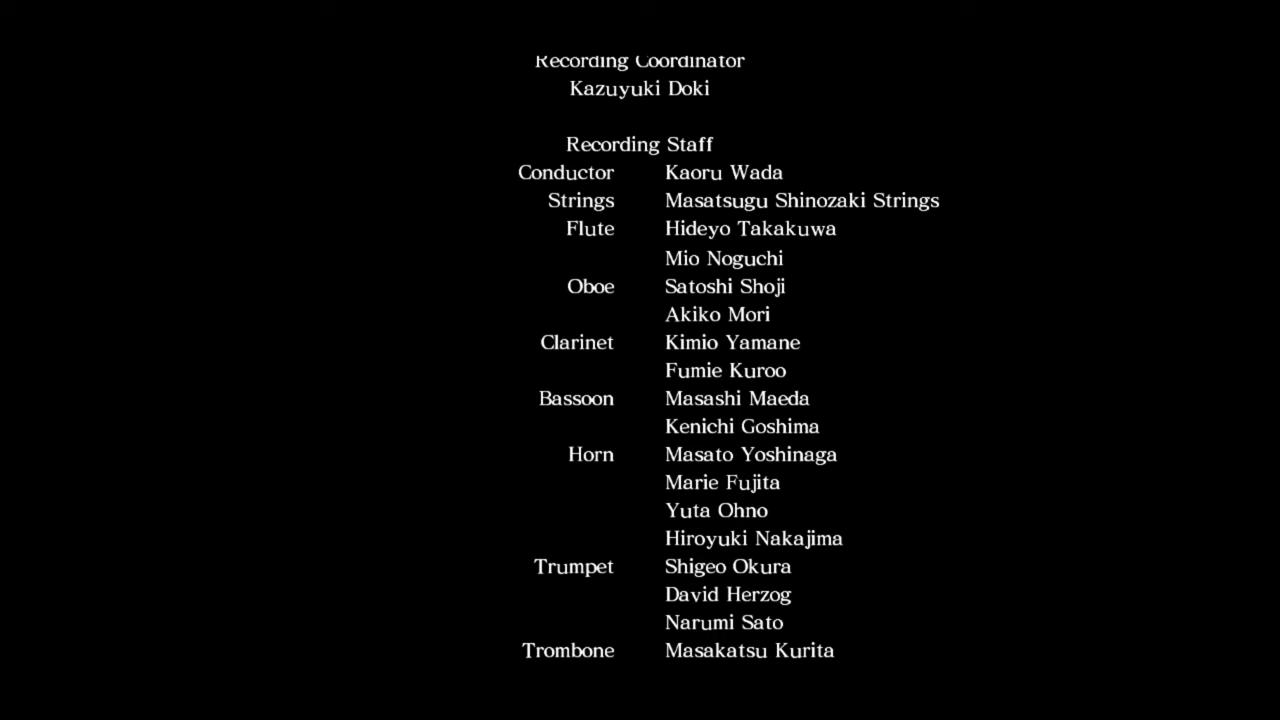 Recording Coordinator
Kazuyuki Doki
Recording Staff
Conductor Kaoru Wada
Strings Masatsugu Shinozaki Strings
Flute Hideyo Takakuwa
Mio Noguchi
Oboe Satoshi Shoji
Akiko Mori
Clarinet Kimio Yamane
Fumie Kuroo
Bassoon Masashi Maeda
Kenichi Goshima
Horn Masato Yoshinaga
Marie Fujita
Yuta Ohno
Hiroyuki Nakajima
Trumpet Shigeo Okura
David Herzog
Narumi Sato
Trombone Masakatsu Kurita